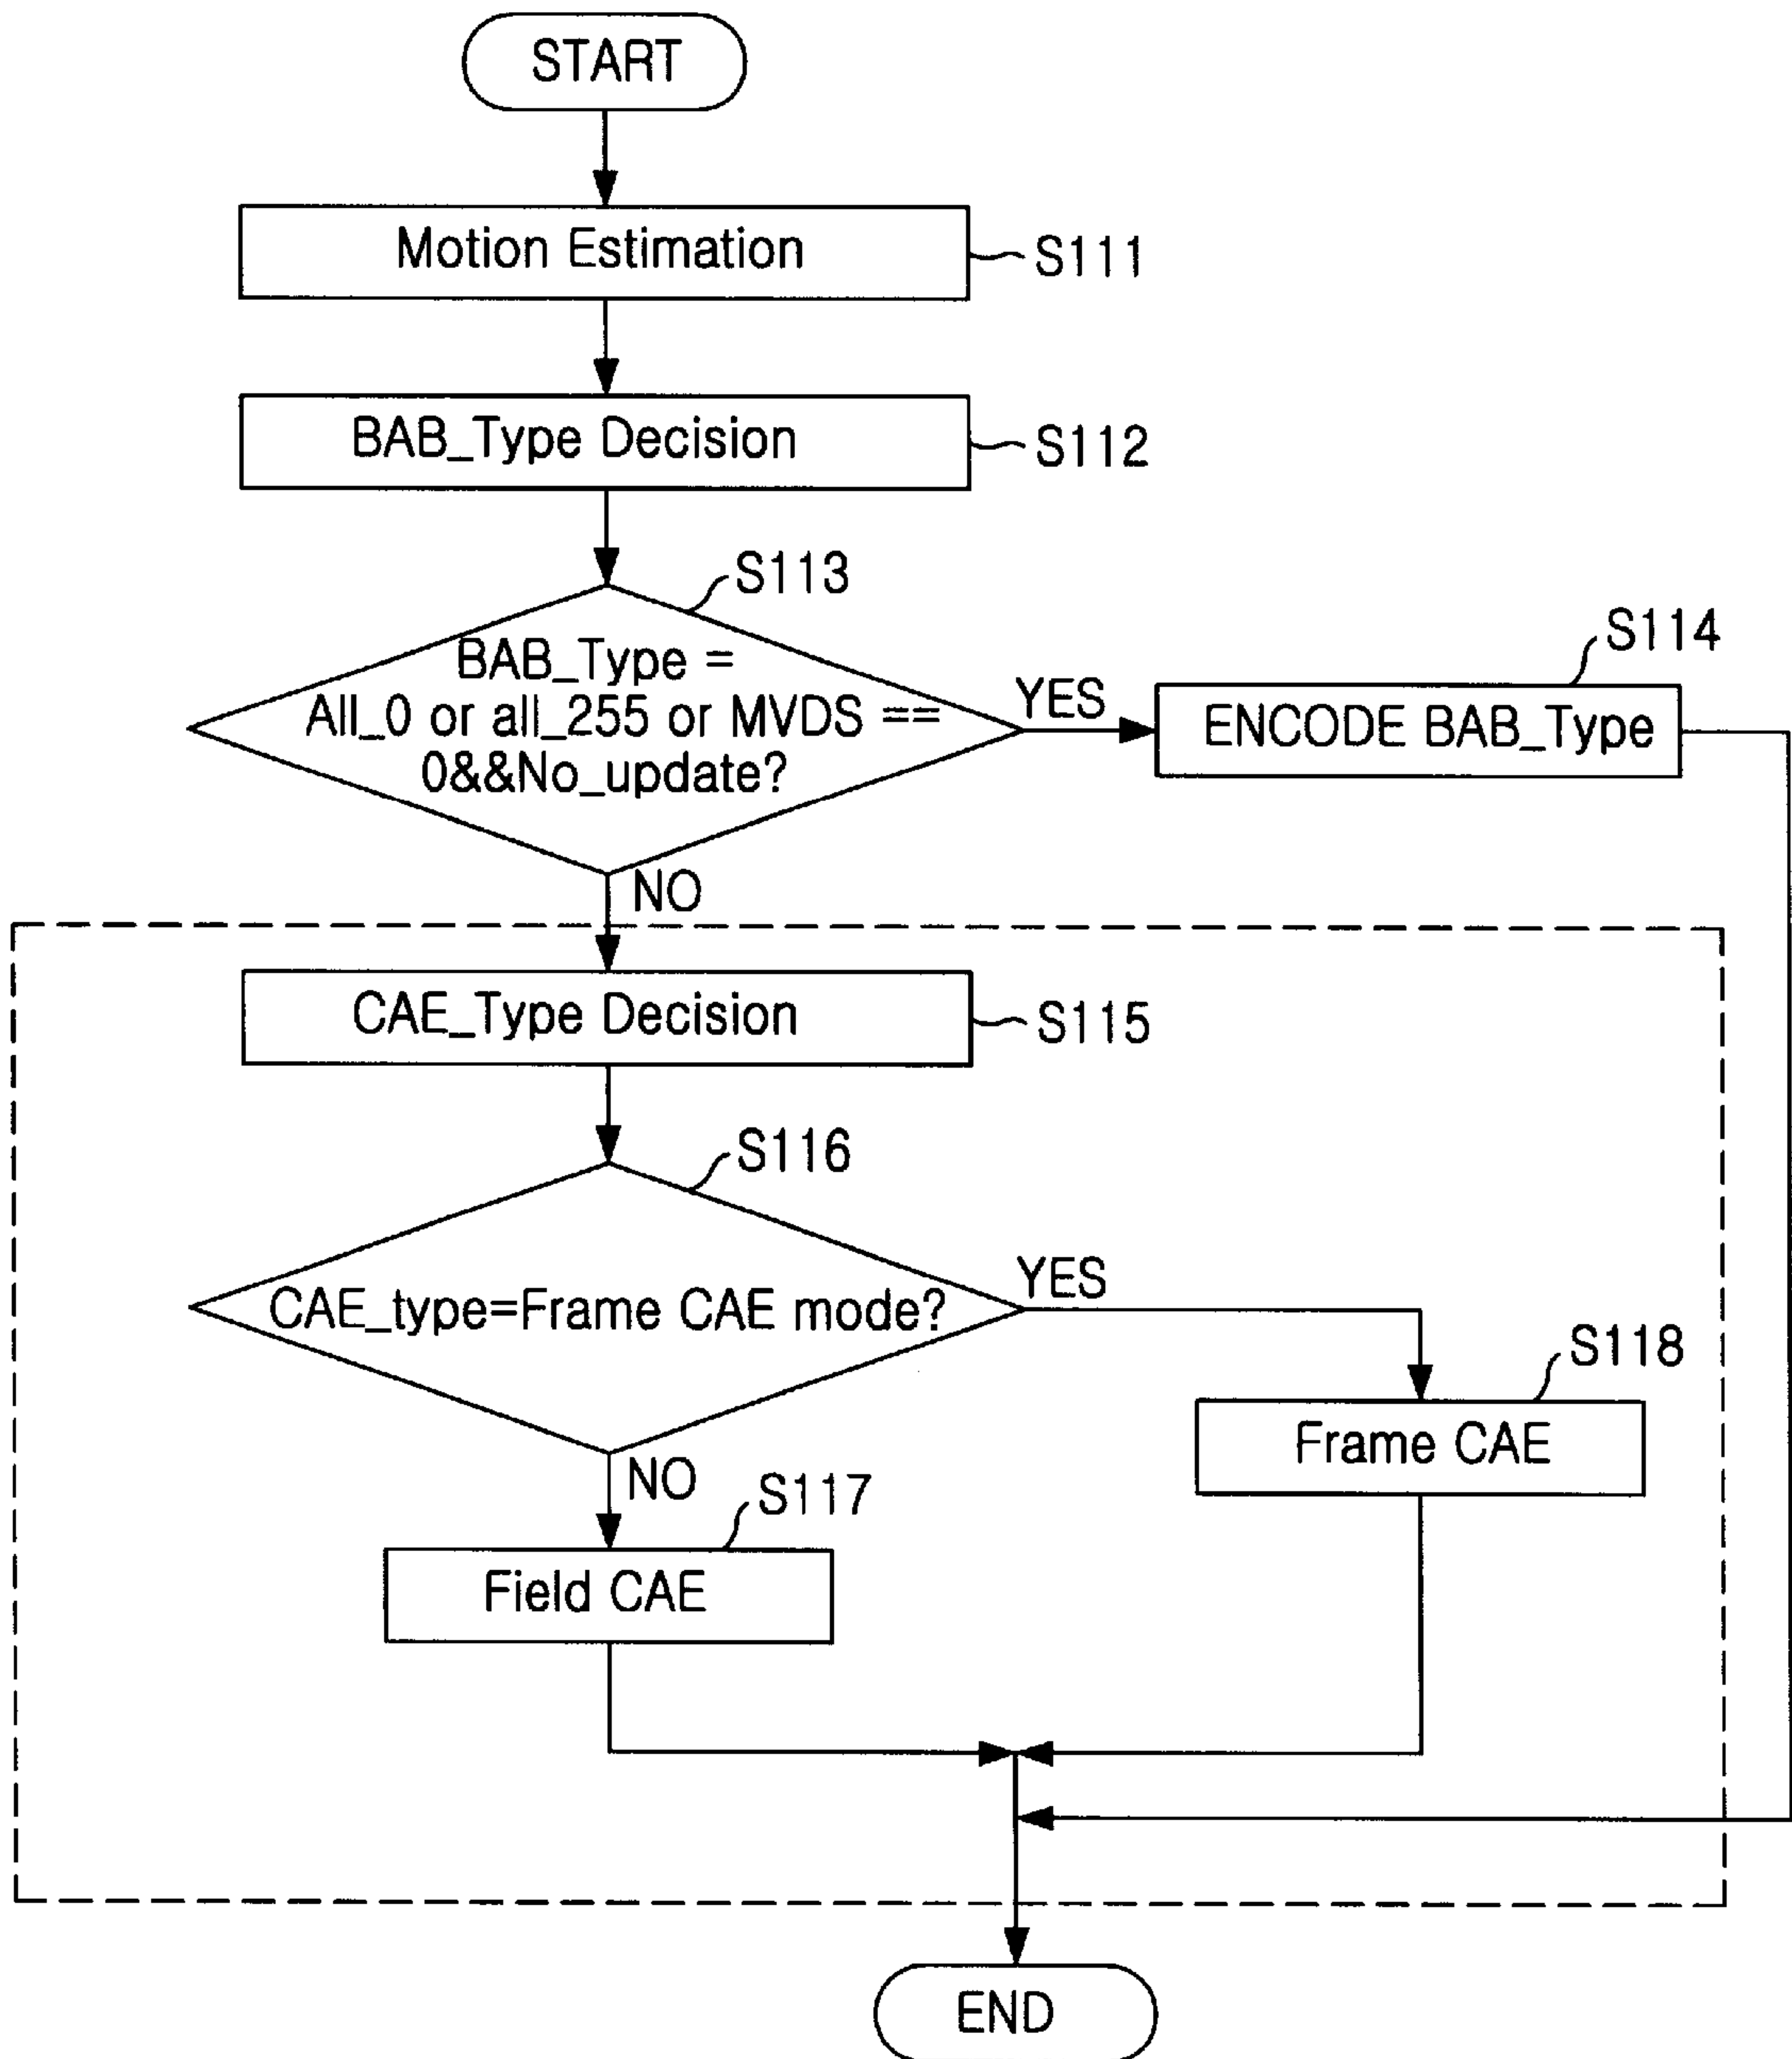 START
Motion Estimation
S111
BAB_Type Decision
S112
S113
BAB_Type =
All_0 or all_255 or MVDS ==
0&&No_update?
YES
S114
ENCODE BAB_Type
NO
CAE_Type Decision
S115
S116
CAE_type=Frame CAE mode?
YES
S118
Frame CAE
NO
S117
Field CAE
END